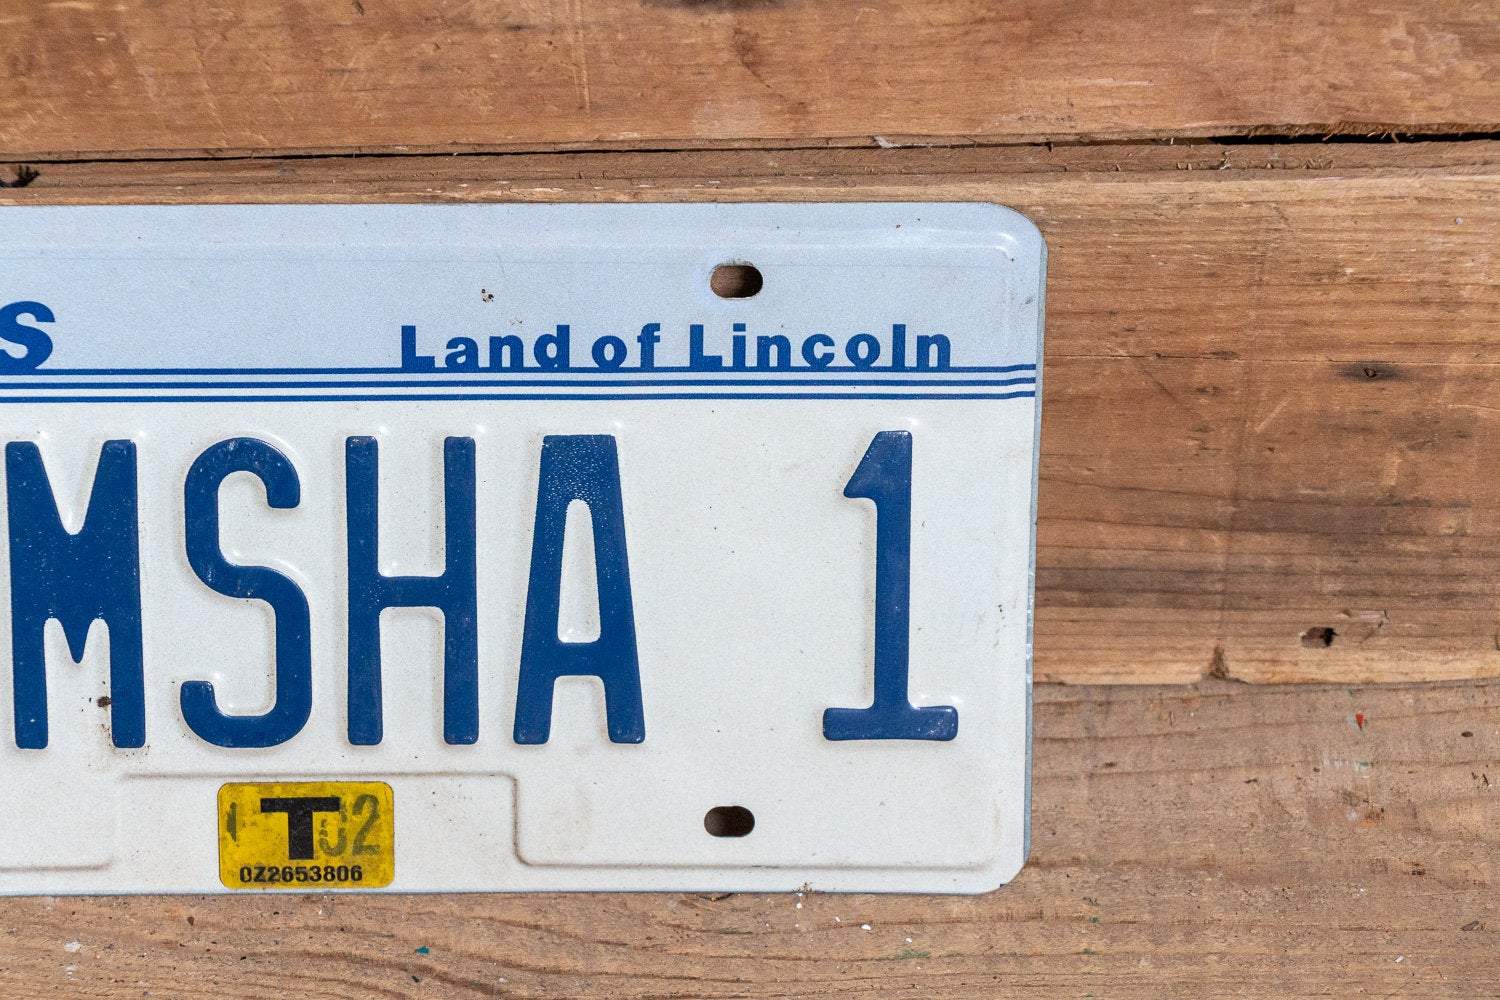 S Land of Lincoln
MSHA 1
T 02
0Z2653806